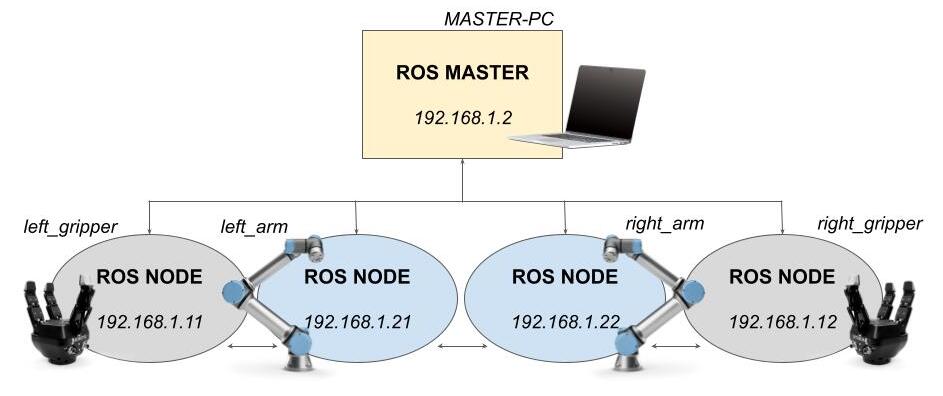 MASTER-PC
ROS MASTER
192.168.1.2
left_gripper
left_arm
right_arm
right_gripper
ROS NODE
ROS NODE
ROS NODE
ROS NODE
192.168.1.11
192.168.1.21
192.168.1.22
192.168.1.12